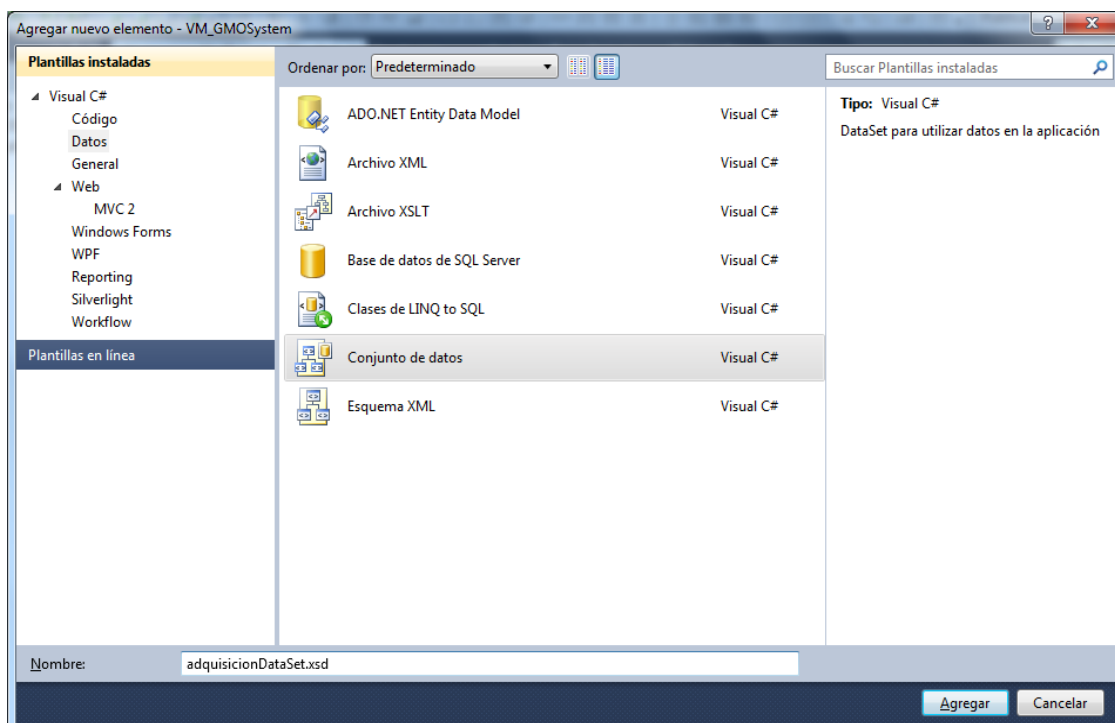 Agregar nuevo elemento - VM_GMOSystem
Plantillas instaladas
Visual C#
Código
Datos
General
Web
MVC 2
Windows Forms
WPF
Reporting
Silverlight
Workflow
Plantillas en línea
Ordenar por: Predeterminado
ADO.NET Entity Data Model Visual C#
Archivo XML Visual C#
Archivo XSLT Visual C#
Base de datos de SQL Server Visual C#
Clases de LINQ to SQL Visual C#
Conjunto de datos Visual C#
Esquema XML Visual C#
Buscar Plantillas instaladas
Tipo: Visual C#
DataSet para utilizar datos en la aplicación
Nombre: adquisicionDataSet.xsd
Agregar Cancelar